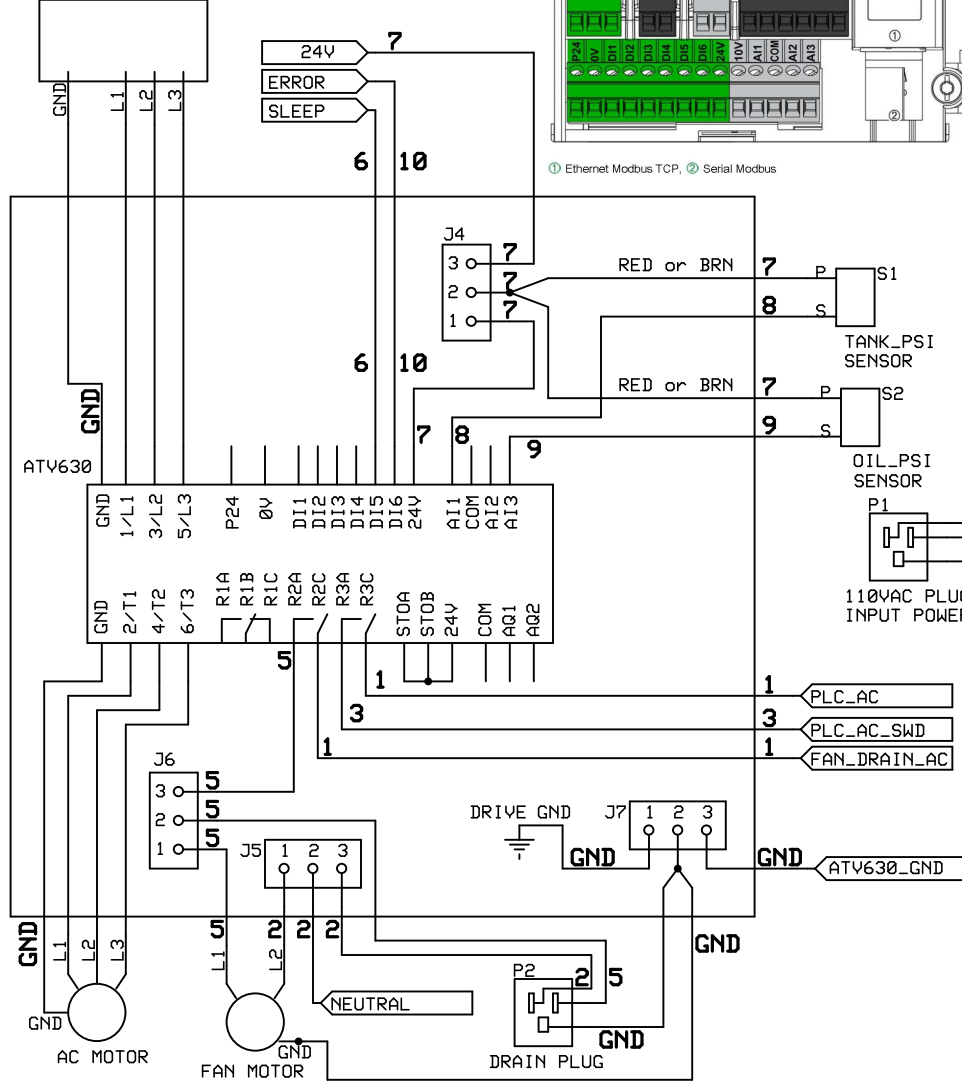 P24 0V DI1 DI2 DI3 DI4 DI5 DI6 24V 10V AI1 COM AI2 AI3
①
②
① Ethernet Modbus TCP, ② Serial Modbus
GND L1 L2 L3
24V 7
ERROR
SLEEP
6 10
J4
3 7
2 7
1 7
RED or BRN 7 P S1
8 S
TANK_PSI
SENSOR
6 10
RED or BRN 7 P S2
9 S
OIL_PSI
SENSOR
GND
7 8 9
ATV630
GND 1/L1 3/L2 5/L3 P24 0V DI1 DI2 DI3 DI4 DI5 DI6 24V AI1 COM AI2 AI3
P1
110VAC PLUG
INPUT POWER
GND 2/T1 4/T2 6/T3 R1A R1B R1C R2A R2C R3A R3C STOA STOB 24V COM AQ1 AQ2
5
1 1 PLC_AC
3 3 PLC_AC_SWD
1 1 FAN_DRAIN_AC
J6
3 5
2 5
1 5
J5 1 2 3
DRIVE GND
J7 1 2 3
GND GND ATV630_GND
GND L1 L2 L3
5 2 2 2
L1 L2
GND
P2 2 5
NEUTRAL
GND
GND
AC MOTOR
GND
FAN MOTOR
DRAIN PLUG